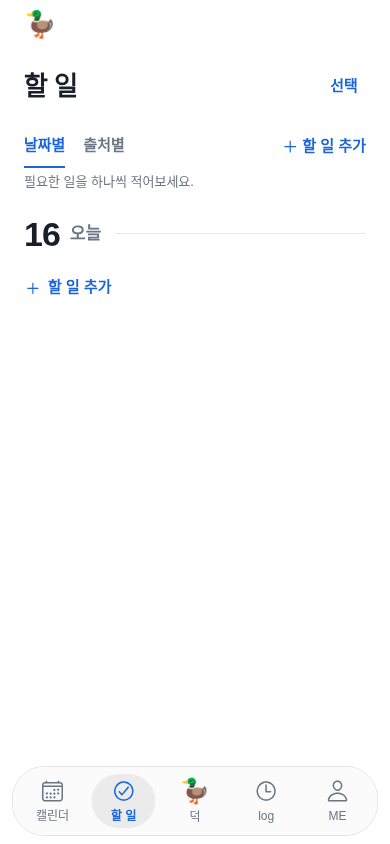 할 일
선택
날짜별 출처별 + 할 일 추가
필요한 일을 하나씩 적어보세요.
16 오늘
+ 할 일 추가
캘린더 할 일 덕 log ME